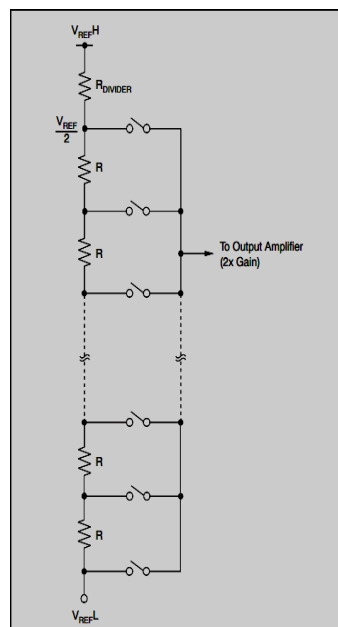 VREFH
RDIVIDER
VREF
2
R
R
To Output Amplifier
(2x Gain)
R
R
VREFL